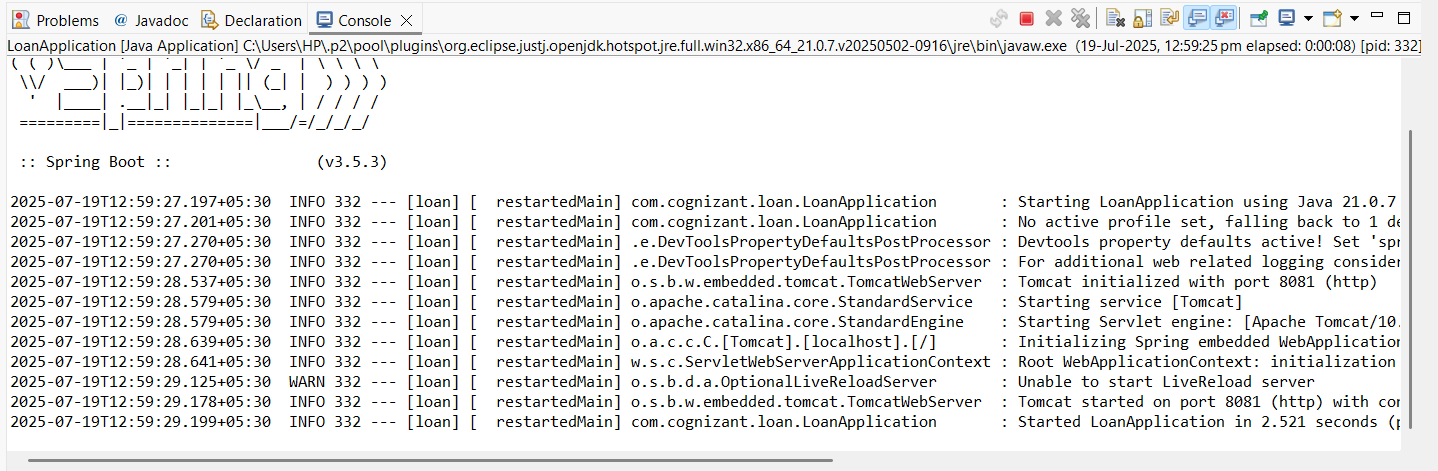 Problems @ Javadoc Declaration Console
LoanApplication [Java Application] C:\Users\HP\.p2\pool\plugins\org.eclipse.justj.openjdk.hotspot.jre.full.win32.x86_64_21.0.7.v20250502-0916\jre\bin\javaw.exe (19-Jul-2025, 12:59:25 pm elapsed: 0:00:08) [pid: 332]
( ( )\___ | '_ | '_| | '_ \/ _` | \ \ \ \
 \\/  ___)| |_)| | | | | || (_| |  ) ) ) )
  '  |____| .__|_| |_|_| |_\__, | / / / /
 =========|_|==============|___/=/_/_/_/
:: Spring Boot ::                (v3.5.3)
2025-07-19T12:59:27.197+05:30  INFO 332 --- [loan] [  restartedMain] com.cognizant.loan.LoanApplication       : Starting LoanApplication using Java 21.0.7
2025-07-19T12:59:27.201+05:30  INFO 332 --- [loan] [  restartedMain] com.cognizant.loan.LoanApplication       : No active profile set, falling back to 1 de
2025-07-19T12:59:27.270+05:30  INFO 332 --- [loan] [  restartedMain] .e.DevToolsPropertyDefaultsPostProcessor : Devtools property defaults active! Set 'spr
2025-07-19T12:59:27.270+05:30  INFO 332 --- [loan] [  restartedMain] .e.DevToolsPropertyDefaultsPostProcessor : For additional web related logging consider
2025-07-19T12:59:28.537+05:30  INFO 332 --- [loan] [  restartedMain] o.s.b.w.embedded.tomcat.TomcatWebServer  : Tomcat initialized with port 8081 (http)
2025-07-19T12:59:28.579+05:30  INFO 332 --- [loan] [  restartedMain] o.apache.catalina.core.StandardService   : Starting service [Tomcat]
2025-07-19T12:59:28.579+05:30  INFO 332 --- [loan] [  restartedMain] o.apache.catalina.core.StandardEngine    : Starting Servlet engine: [Apache Tomcat/10.
2025-07-19T12:59:28.639+05:30  INFO 332 --- [loan] [  restartedMain] o.a.c.c.C.[Tomcat].[localhost].[/]       : Initializing Spring embedded WebApplication
2025-07-19T12:59:28.641+05:30  INFO 332 --- [loan] [  restartedMain] w.s.c.ServletWebServerApplicationContext : Root WebApplicationContext: initialization
2025-07-19T12:59:29.125+05:30  WARN 332 --- [loan] [  restartedMain] o.s.b.d.a.OptionalLiveReloadServer       : Unable to start LiveReload server
2025-07-19T12:59:29.178+05:30  INFO 332 --- [loan] [  restartedMain] o.s.b.w.embedded.tomcat.TomcatWebServer  : Tomcat started on port 8081 (http) with con
2025-07-19T12:59:29.199+05:30  INFO 332 --- [loan] [  restartedMain] com.cognizant.loan.LoanApplication       : Started LoanApplication in 2.521 seconds (p